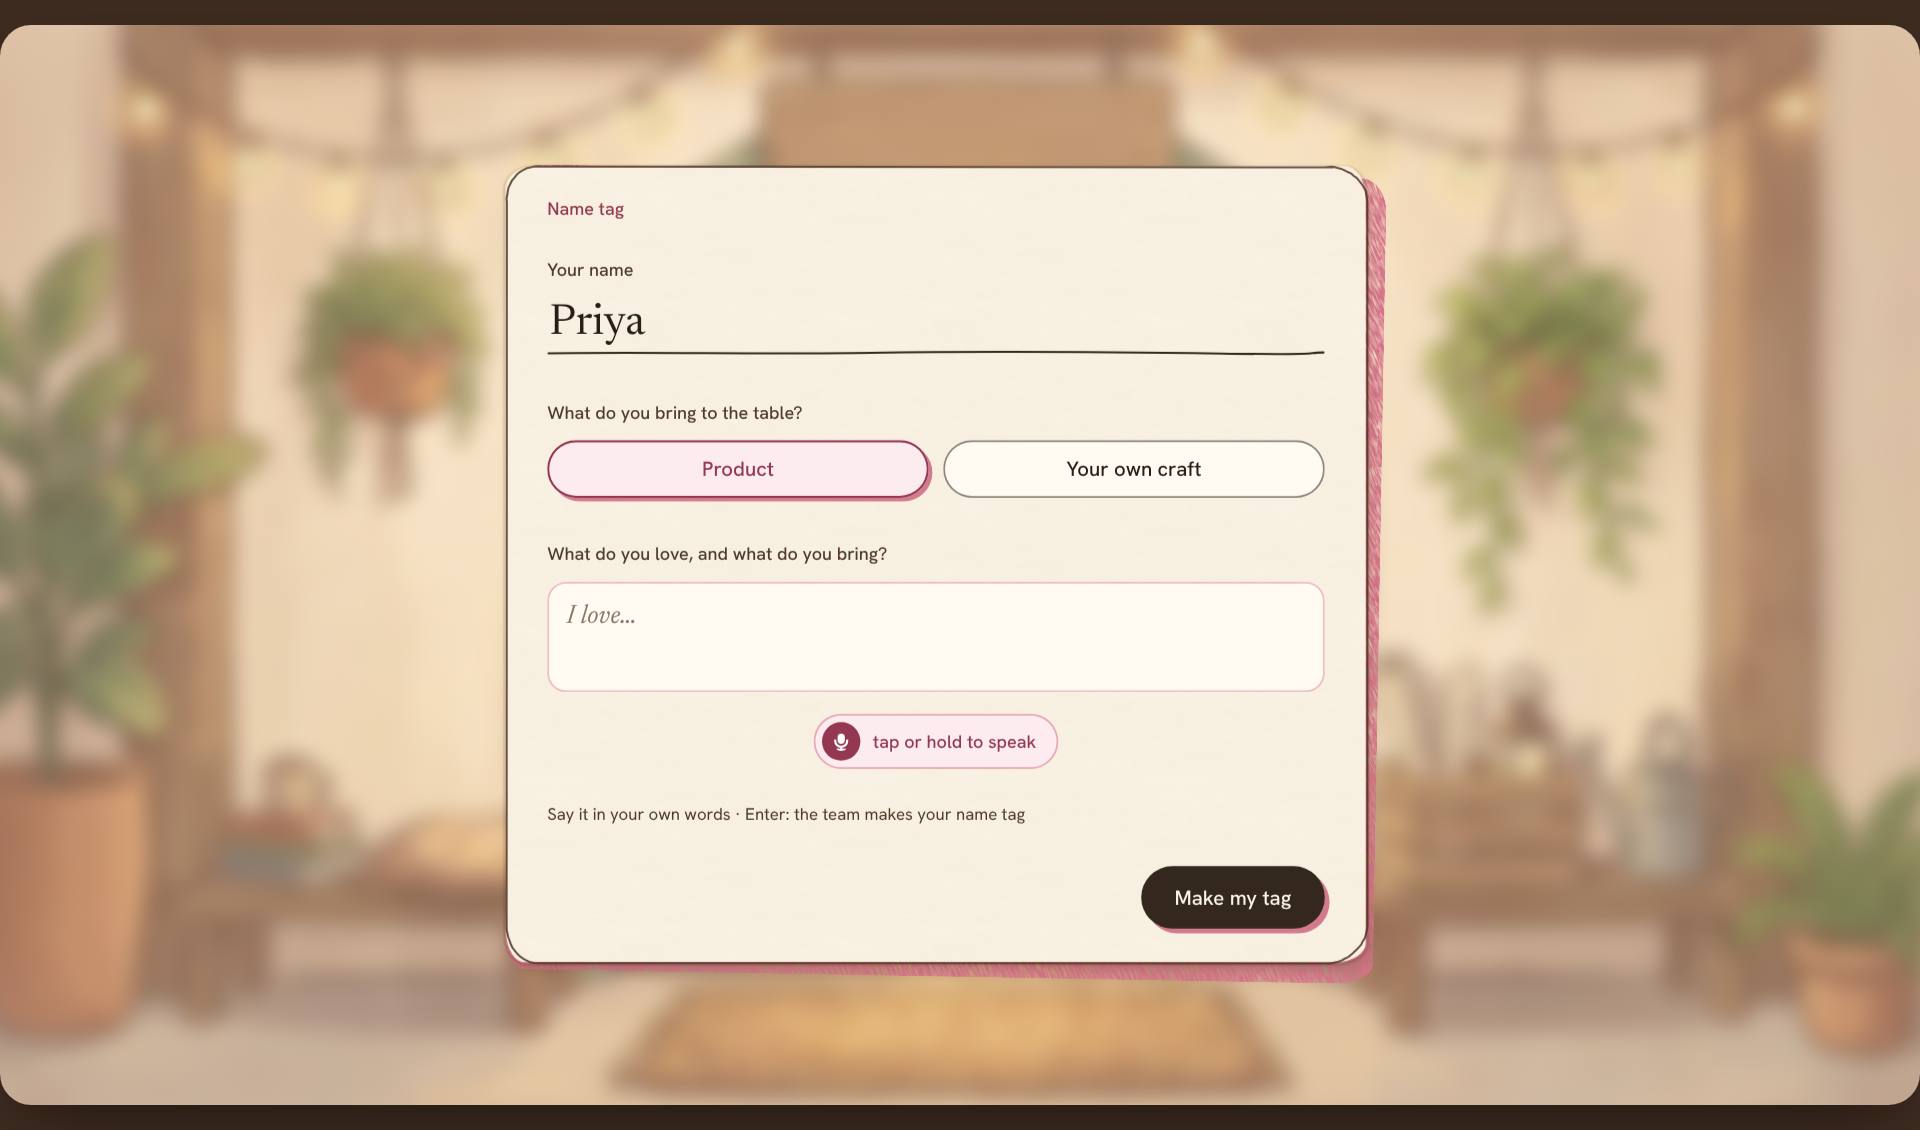 Name tag
Your name
Priya
What do you bring to the table?
Product
Your own craft
What do you love, and what do you bring?
I love...
tap or hold to speak
Say it in your own words · Enter: the team makes your name tag
Make my tag